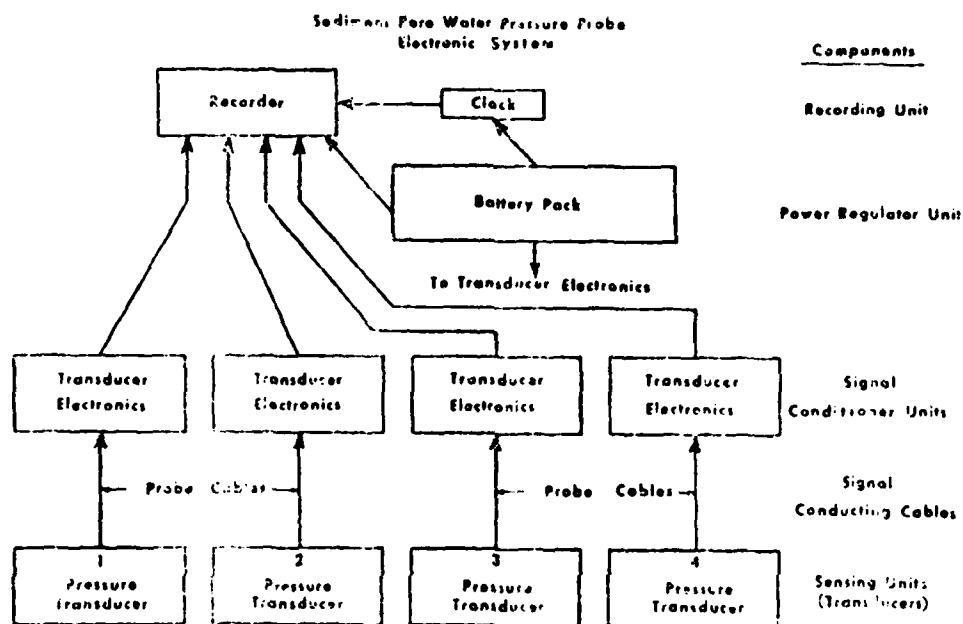 Sediment Pore Water Pressure Probe
Electronic System
Components
Recorder
Clock
Recording Unit
Battery Pack
Power Regulator Unit
To Transducer Electronics
Transducer
Electronics
Transducer
Electronics
Transducer
Electronics
Transducer
Electronics
Signal
Conditioner Units
Probe Cables
Probe Cables
Signal
Conducting Cables
1
Pressure
Transducer
2
Pressure
Transducer
3
Pressure
Transducer
4
Pressure
Transducer
Sensing Units
(Transducers)